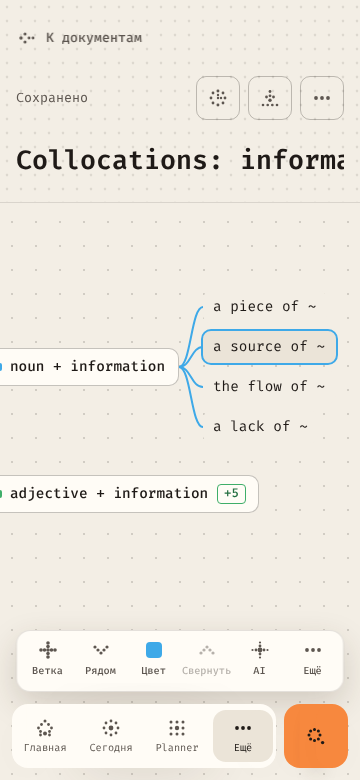 К документам
Сохранено
Collocations: informa
a piece of ~
a source of ~
noun + information
the flow of ~
a lack of ~
adjective + information +5
Ветка Рядом Цвет Свернуть AI Ещё
Главная Сегодня Planner Ещё